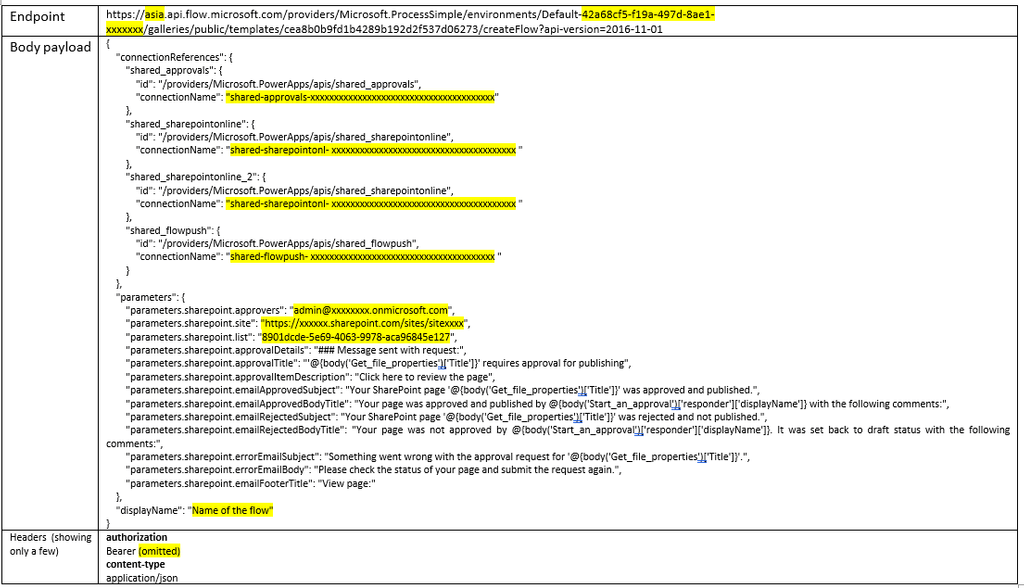 Endpoint
https://asia.api.flow.microsoft.com/providers/Microsoft.ProcessSimple/environments/Default-42a68cf5-f19a-497d-8ae1-
xxxxxxx/galleries/public/templates/cea8b0b9fd1b4289b192d2f537d06273/createFlow?api-version=2016-11-01
Body payload
{
"connectionReferences": {
"shared_approvals": {
"id": "/providers/Microsoft.PowerApps/apis/shared_approvals",
"connectionName": "shared-approvals-xxxxxxxxxxxxxxxxxxxxxxxxxxxxxxxxxxxxxx"
},
"shared_sharepointonline": {
"id": "/providers/Microsoft.PowerApps/apis/shared_sharepointonline",
"connectionName": "shared-sharepointonl- xxxxxxxxxxxxxxxxxxxxxxxxxxxxxxxxxxxxxx "
},
"shared_sharepointonline_2": {
"id": "/providers/Microsoft.PowerApps/apis/shared_sharepointonline",
"connectionName": "shared-sharepointonl- xxxxxxxxxxxxxxxxxxxxxxxxxxxxxxxxxxxxxx "
},
"shared_flowpush": {
"id": "/providers/Microsoft.PowerApps/apis/shared_flowpush",
"connectionName": "shared-flowpush- xxxxxxxxxxxxxxxxxxxxxxxxxxxxxxxxxxxxxx "
}
},
"parameters": {
"parameters.sharepoint.approvers": "admin@xxxxxxxx.onmicrosoft.com",
"parameters.sharepoint.site": "https://xxxxxx.sharepoint.com/sites/sitexxxx",
"parameters.sharepoint.list": "8901dcde-5e69-4063-9978-aca96845e127",
"parameters.sharepoint.approvalDetails": "### Message sent with request:",
"parameters.sharepoint.approvalTitle": "'@{body('Get_file_properties')['Title']}' requires approval for publishing",
"parameters.sharepoint.approvalItemDescription": "Click here to review the page",
"parameters.sharepoint.emailApprovedSubject": "Your SharePoint page '@{body('Get_file_properties')['Title']}' was approved and published.",
"parameters.sharepoint.emailApprovedBodyTitle": "Your page was approved and published by @{body('Start_an_approval')['responder']['displayName']} with the following comments:",
"parameters.sharepoint.emailRejectedSubject": "Your SharePoint page '@{body('Get_file_properties')['Title']}' was rejected and not published.",
"parameters.sharepoint.emailRejectedBodyTitle": "Your page was not approved by @{body('Start_an_approval')['responder']['displayName']}. It was set back to draft status with the following
comments:",
"parameters.sharepoint.errorEmailSubject": "Something went wrong with the approval request for '@{body('Get_file_properties')['Title']}'.",
"parameters.sharepoint.errorEmailBody": "Please check the status of your page and submit the request again.",
"parameters.sharepoint.emailFooterTitle": "View page:"
},
"displayName": "Name of the flow"
}
Headers (showing
only a few)
authorization
Bearer (omitted)
content-type
application/json